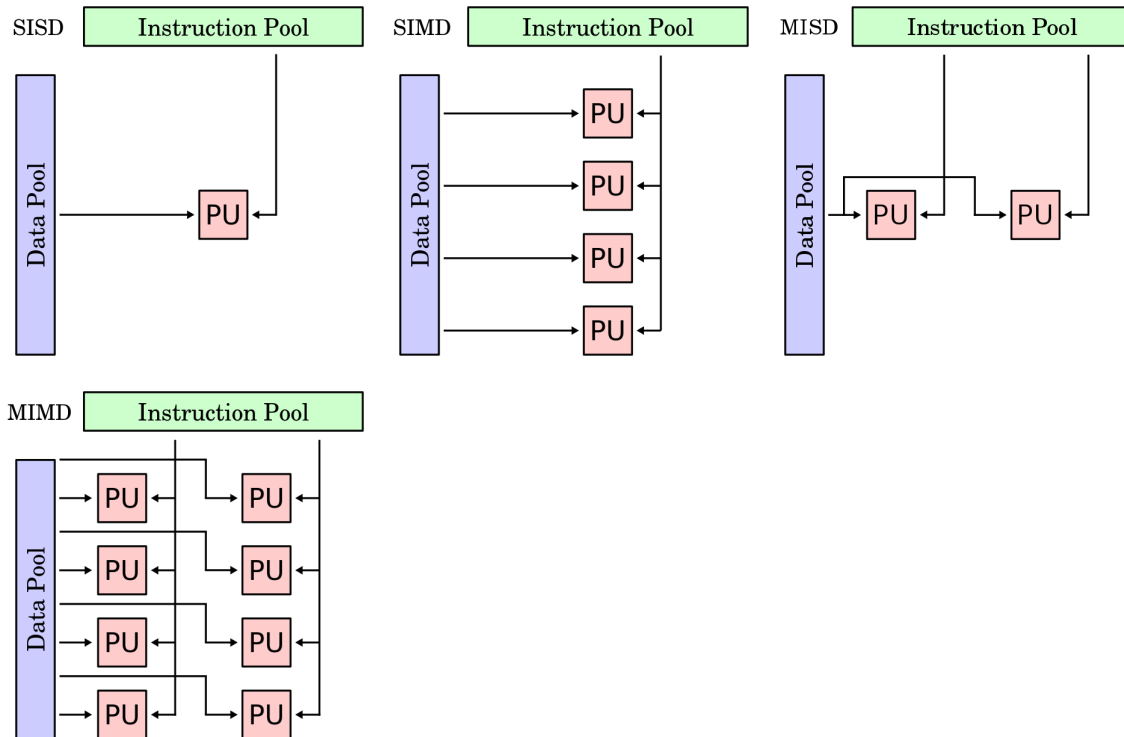 SISD Instruction Pool
Data Pool
PU
SIMD Instruction Pool
Data Pool
PU
PU
PU
PU
MISD Instruction Pool
Data Pool
PU PU
MIMD Instruction Pool
Data Pool
PU PU
PU PU
PU PU
PU PU